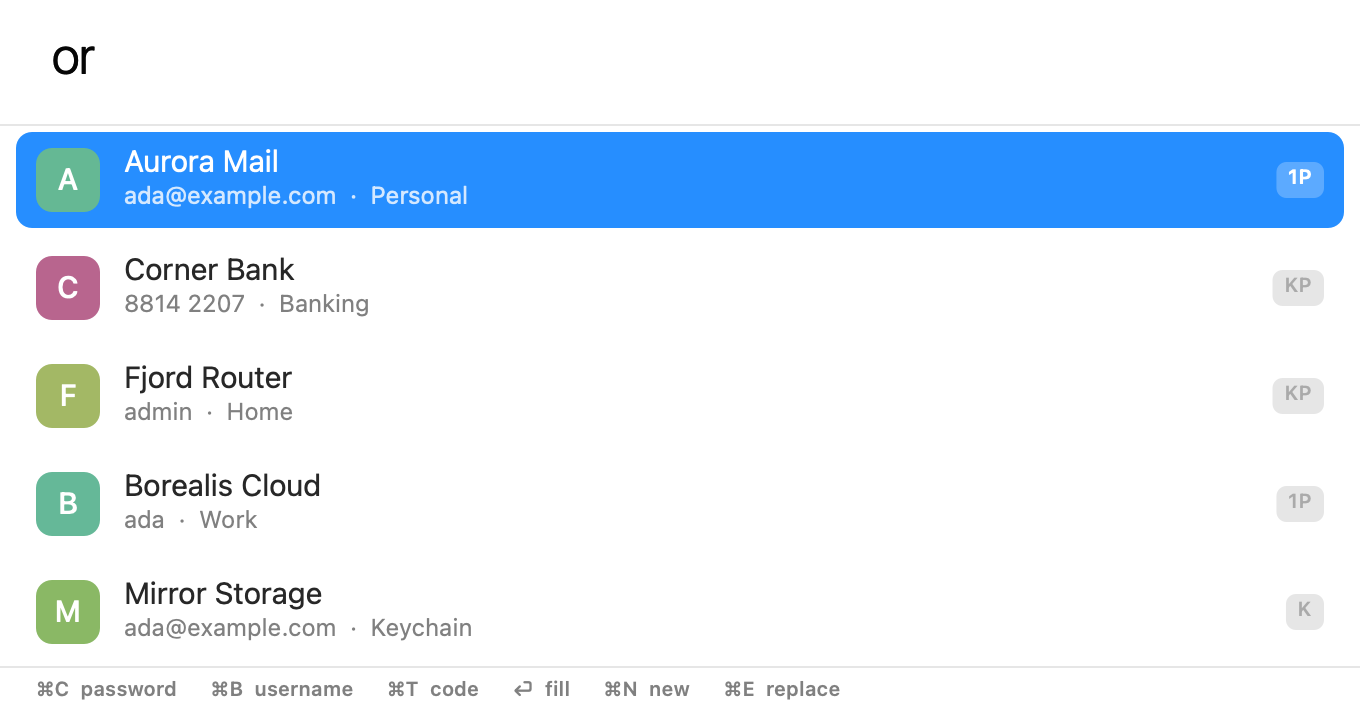 or
A
Aurora Mail
ada@example.com · Personal
1P
C
Corner Bank
8814 2207 · Banking
KP
F
Fjord Router
admin · Home
KP
B
Borealis Cloud
ada · Work
1P
M
Mirror Storage
ada@example.com · Keychain
K
⌘C password ⌘B username ⌘T code ⏎ fill ⌘N new ⌘E replace